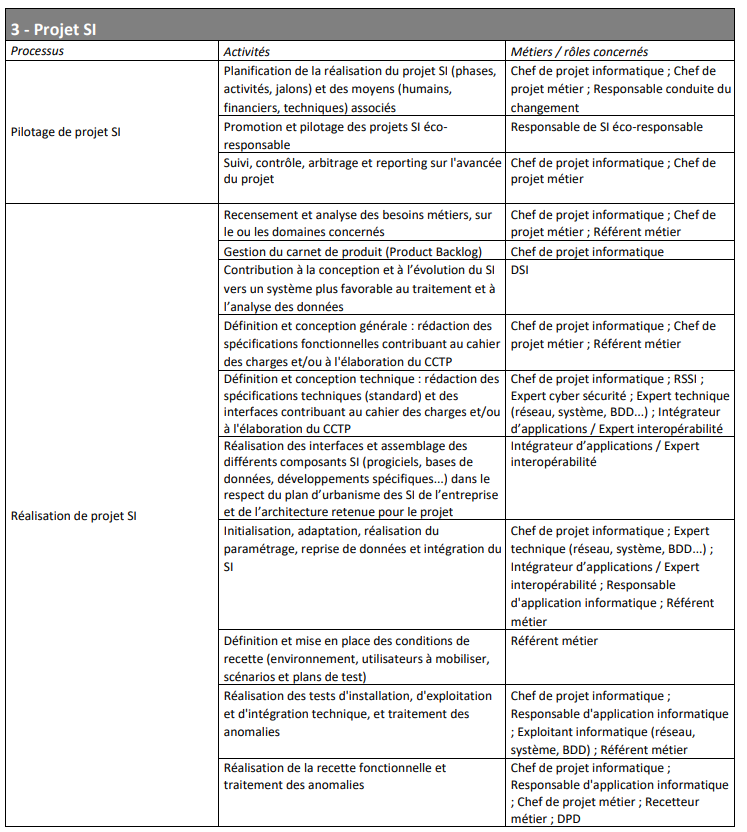 3 - Projet SI
Processus
Activités
Métiers / rôles concernés
Pilotage de projet SI
Planification de la réalisation du projet SI (phases,
activités, jalons) et des moyens (humains,
financiers, techniques) associés
Chef de projet informatique ; Chef de
projet métier ; Responsable conduite du
changement
Promotion et pilotage des projets SI éco-
responsable
Responsable de SI éco-responsable
Suivi, contrôle, arbitrage et reporting sur l'avancée
du projet
Chef de projet informatique ; Chef de
projet métier
Réalisation de projet SI
Recensement et analyse des besoins métiers, sur
le ou les domaines concernés
Chef de projet informatique ; Chef de
projet métier ; Référent métier
Gestion du carnet de produit (Product Backlog)
Chef de projet informatique
Contribution à la conception et à l’évolution du SI
vers un système plus favorable au traitement et à
l’analyse des données
DSI
Définition et conception générale : rédaction des
spécifications fonctionnelles contribuant au cahier
des charges et/ou à l'élaboration du CCTP
Chef de projet informatique ; Chef de
projet métier ; Référent métier
Définition et conception technique : rédaction des
spécifications techniques (standard) et des
interfaces contribuant au cahier des charges et/ou
à l'élaboration du CCTP
Chef de projet informatique ; RSSI ;
Expert cyber sécurité ; Expert technique
(réseau, système, BDD...) ; Intégrateur
d’applications / Expert interopérabilité
Réalisation des interfaces et assemblage des
différents composants SI (progiciels, bases de
données, développements spécifiques...) dans le
respect du plan d’urbanisme des SI de l’entreprise
et de l’architecture retenue pour le projet
Intégrateur d’applications / Expert
interopérabilité
Initialisation, adaptation, réalisation du
paramétrage, reprise de données et intégration du
SI
Chef de projet informatique ; Expert
technique (réseau, système, BDD...) ;
Intégrateur d’applications / Expert
interopérabilité ; Responsable
d'application informatique ; Référent
métier
Définition et mise en place des conditions de
recette (environnement, utilisateurs à mobiliser,
scénarios et plans de test)
Référent métier
Réalisation des tests d'installation, d'exploitation
et d'intégration technique, et traitement des
anomalies
Chef de projet informatique ;
Responsable d'application informatique
; Exploitant informatique (réseau,
système, BDD) ; Référent métier
Réalisation de la recette fonctionnelle et
traitement des anomalies
Chef de projet informatique ;
Responsable d'application informatique
; Chef de projet métier ; Recetteur
métier ; DPD